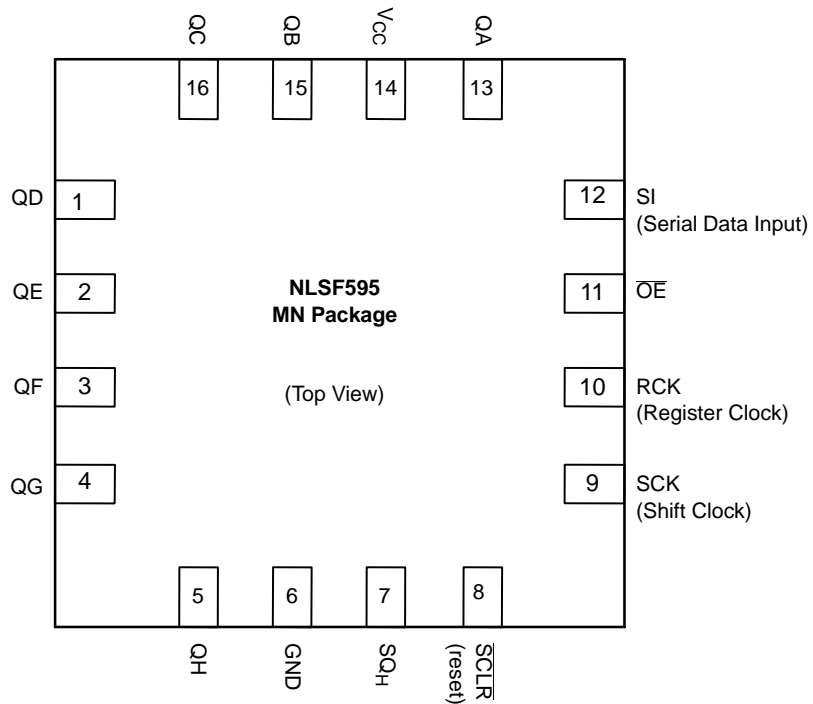 QC QB VCC QA
16 15 14 13
QD 1
12 SI
(Serial Data Input)
QE 2
NLSF595
MN Package
11 O̅E̅
QF 3
(Top View)
10 RCK
(Register Clock)
QG 4
9 SCK
(Shift Clock)
5 6 7 8
QH GND SQH S̅C̅L̅R̅
(reset)